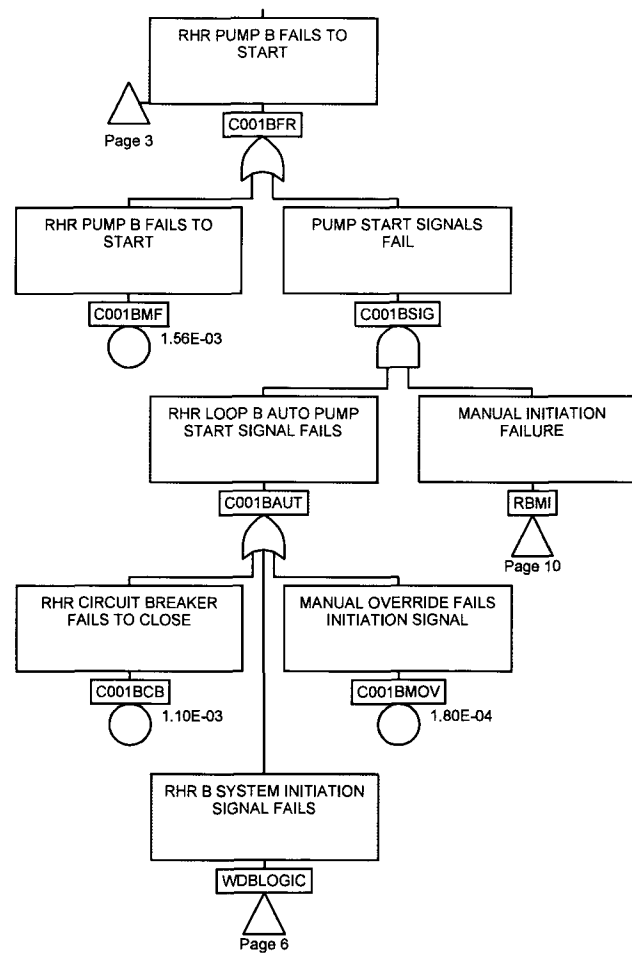 RHR PUMP B FAILS TO
START
Page 3
C001BFR
RHR PUMP B FAILS TO
START
PUMP START SIGNALS
FAIL
C001BMF
1.56E-03
C001BSIG
RHR LOOP B AUTO PUMP
START SIGNAL FAILS
MANUAL INITIATION
FAILURE
C001BAUT
RBMI
Page 10
RHR CIRCUIT BREAKER
FAILS TO CLOSE
MANUAL OVERRIDE FAILS
INITIATION SIGNAL
C001BCB
1.10E-03
C001BMOV
1.80E-04
RHR B SYSTEM INITIATION
SIGNAL FAILS
WDBLOGIC
Page 6